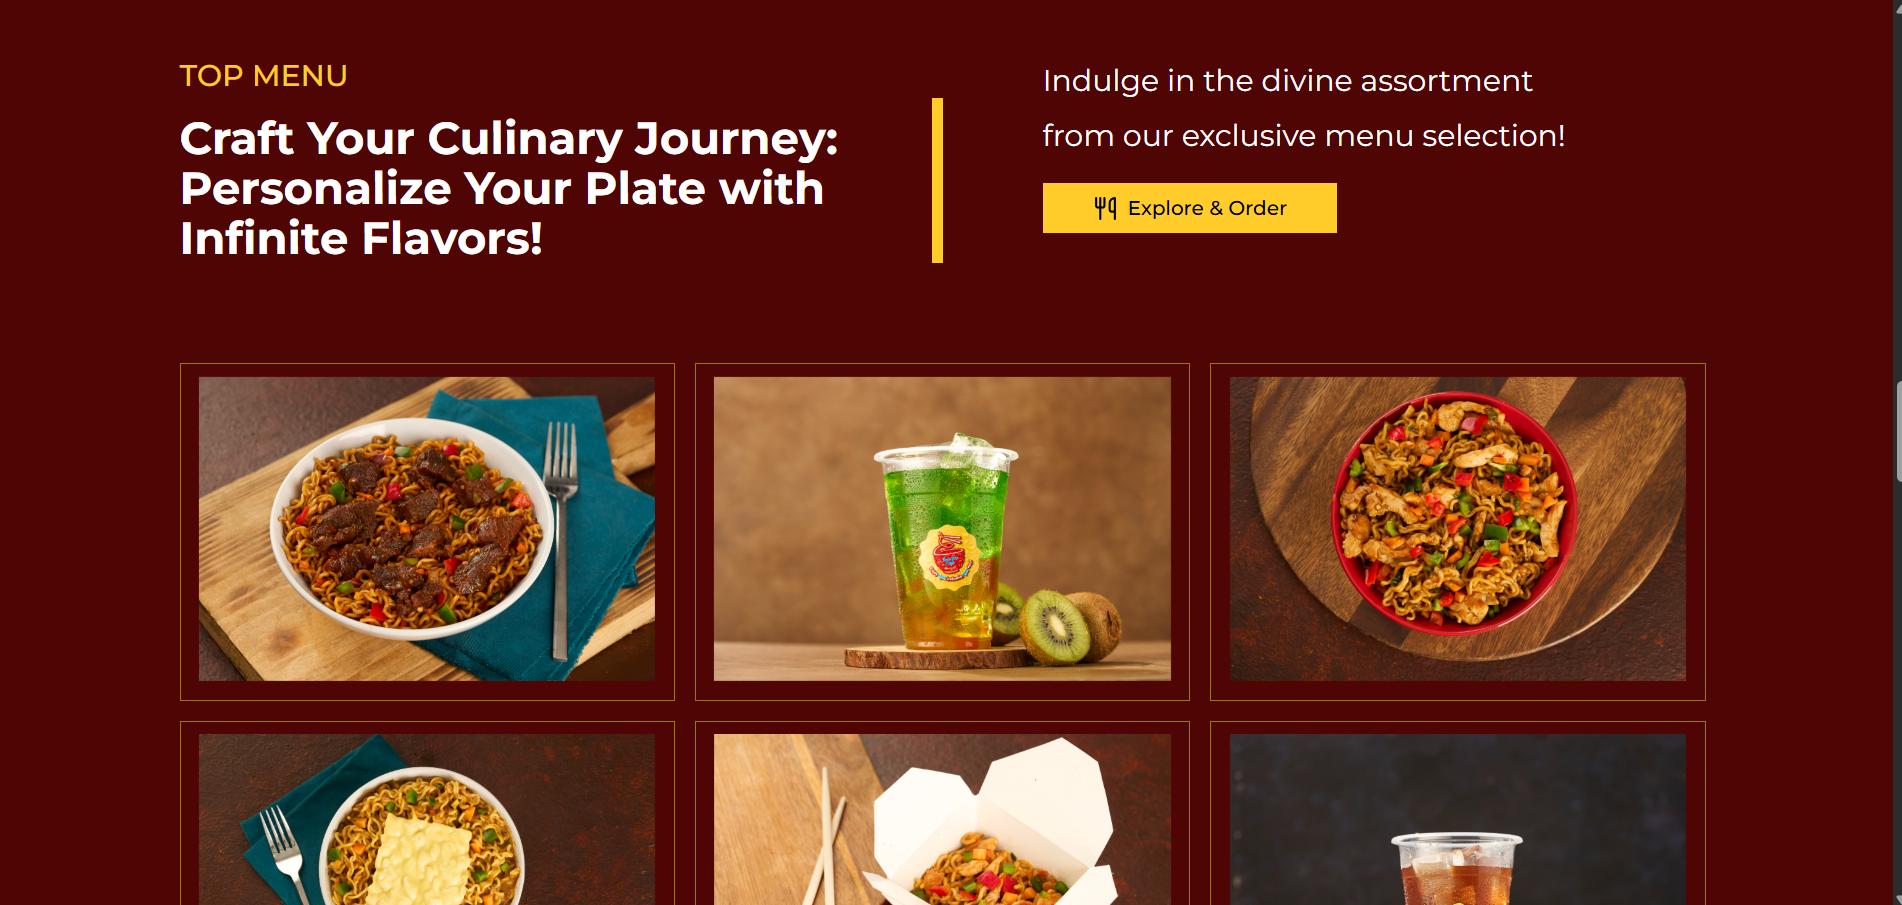 TOP MENU
Craft Your Culinary Journey:
Personalize Your Plate with
Infinite Flavors!
Indulge in the divine assortment
from our exclusive menu selection!
Explore & Order